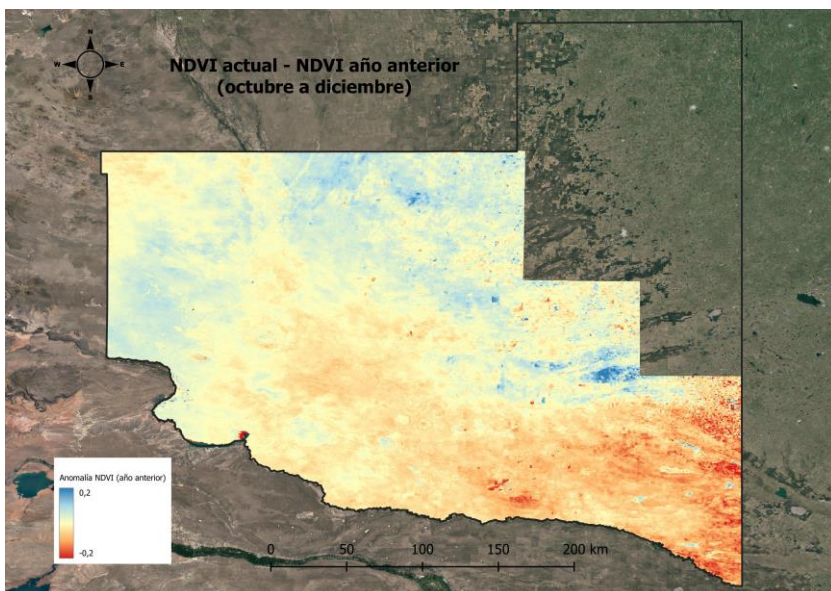 N
W E
S
NDVI actual - NDVI año anterior
(octubre a diciembre)
Anomalía NDVI (año anterior)
0,2
-0,2
0 50 100 150 200 km